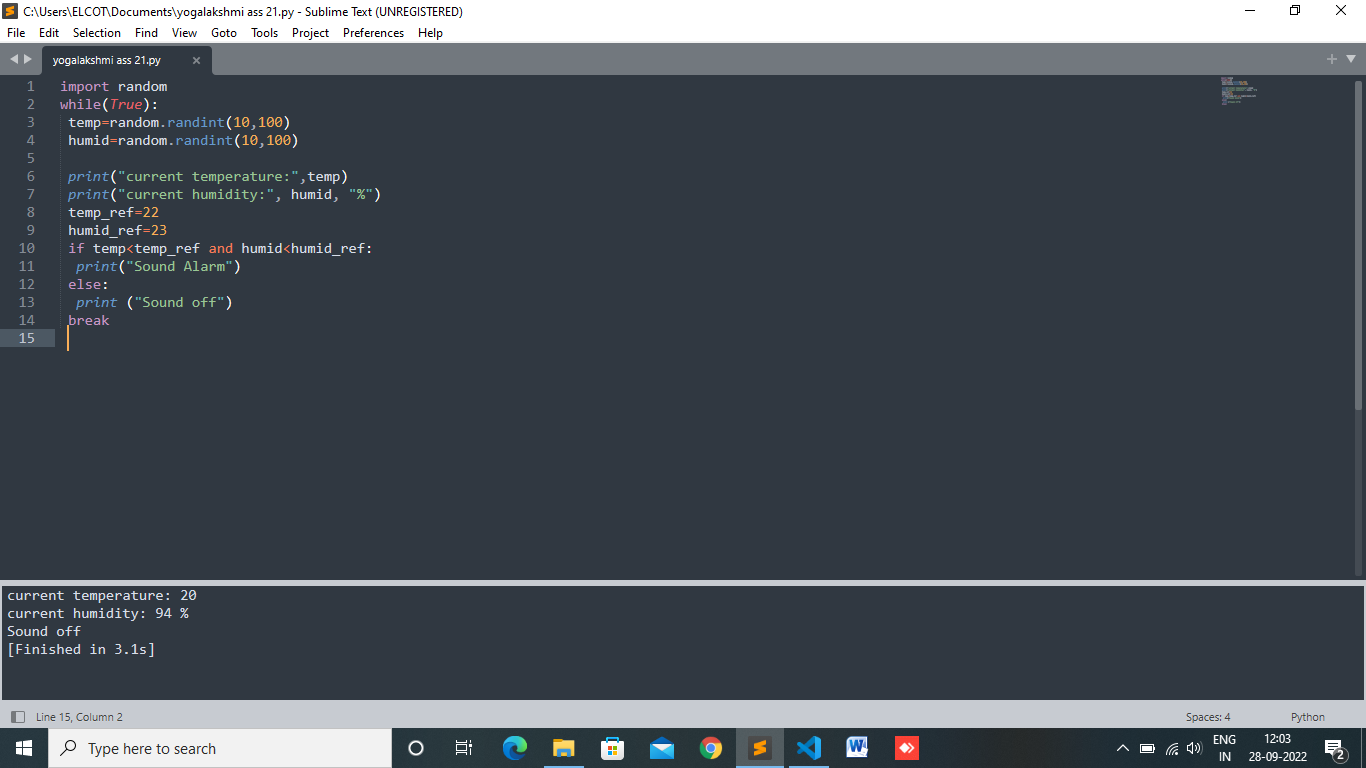 C:\Users\ELCOT\Documents\yogalakshmi ass 21.py - Sublime Text (UNREGISTERED)
File Edit Selection Find View Goto Tools Project Preferences Help
yogalakshmi ass 21.py
1 import random
2 while(True):
3  temp=random.randint(10,100)
4  humid=random.randint(10,100)
5
6  print("current temperature:",temp)
7  print("current humidity:", humid, "%")
8  temp_ref=22
9  humid_ref=23
10  if temp<temp_ref and humid<humid_ref:
11   print("Sound Alarm")
12  else:
13   print ("Sound off")
14  break
15
current temperature: 20
current humidity: 94 %
Sound off
[Finished in 3.1s]
Line 15, Column 2 Spaces: 4 Python
Type here to search
ENG
IN
12:03
28-09-2022
2